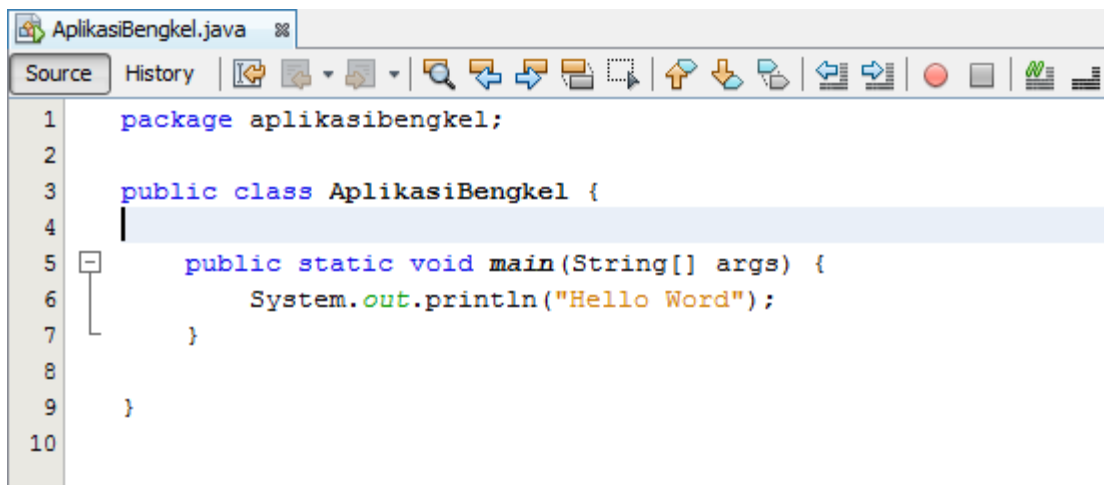 AplikasiBengkel.java
Source History
1 package aplikasibengkel;
2
3 public class AplikasiBengkel {
4
5 public static void main(String[] args) {
6 System.out.println("Hello Word");
7 }
8
9 }
10